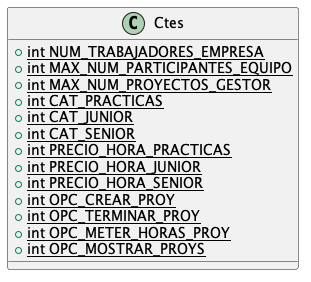 C Ctes
int NUM_TRABAJADORES_EMPRESA
int MAX_NUM_PARTICIPANTES_EQUIPO
int MAX_NUM_PROYECTOS_GESTOR
int CAT_PRACTICAS
int CAT_JUNIOR
int CAT_SENIOR
int PRECIO_HORA_PRACTICAS
int PRECIO_HORA_JUNIOR
int PRECIO_HORA_SENIOR
int OPC_CREAR_PROY
int OPC_TERMINAR_PROY
int OPC_METER_HORAS_PROY
int OPC_MOSTRAR_PROYS